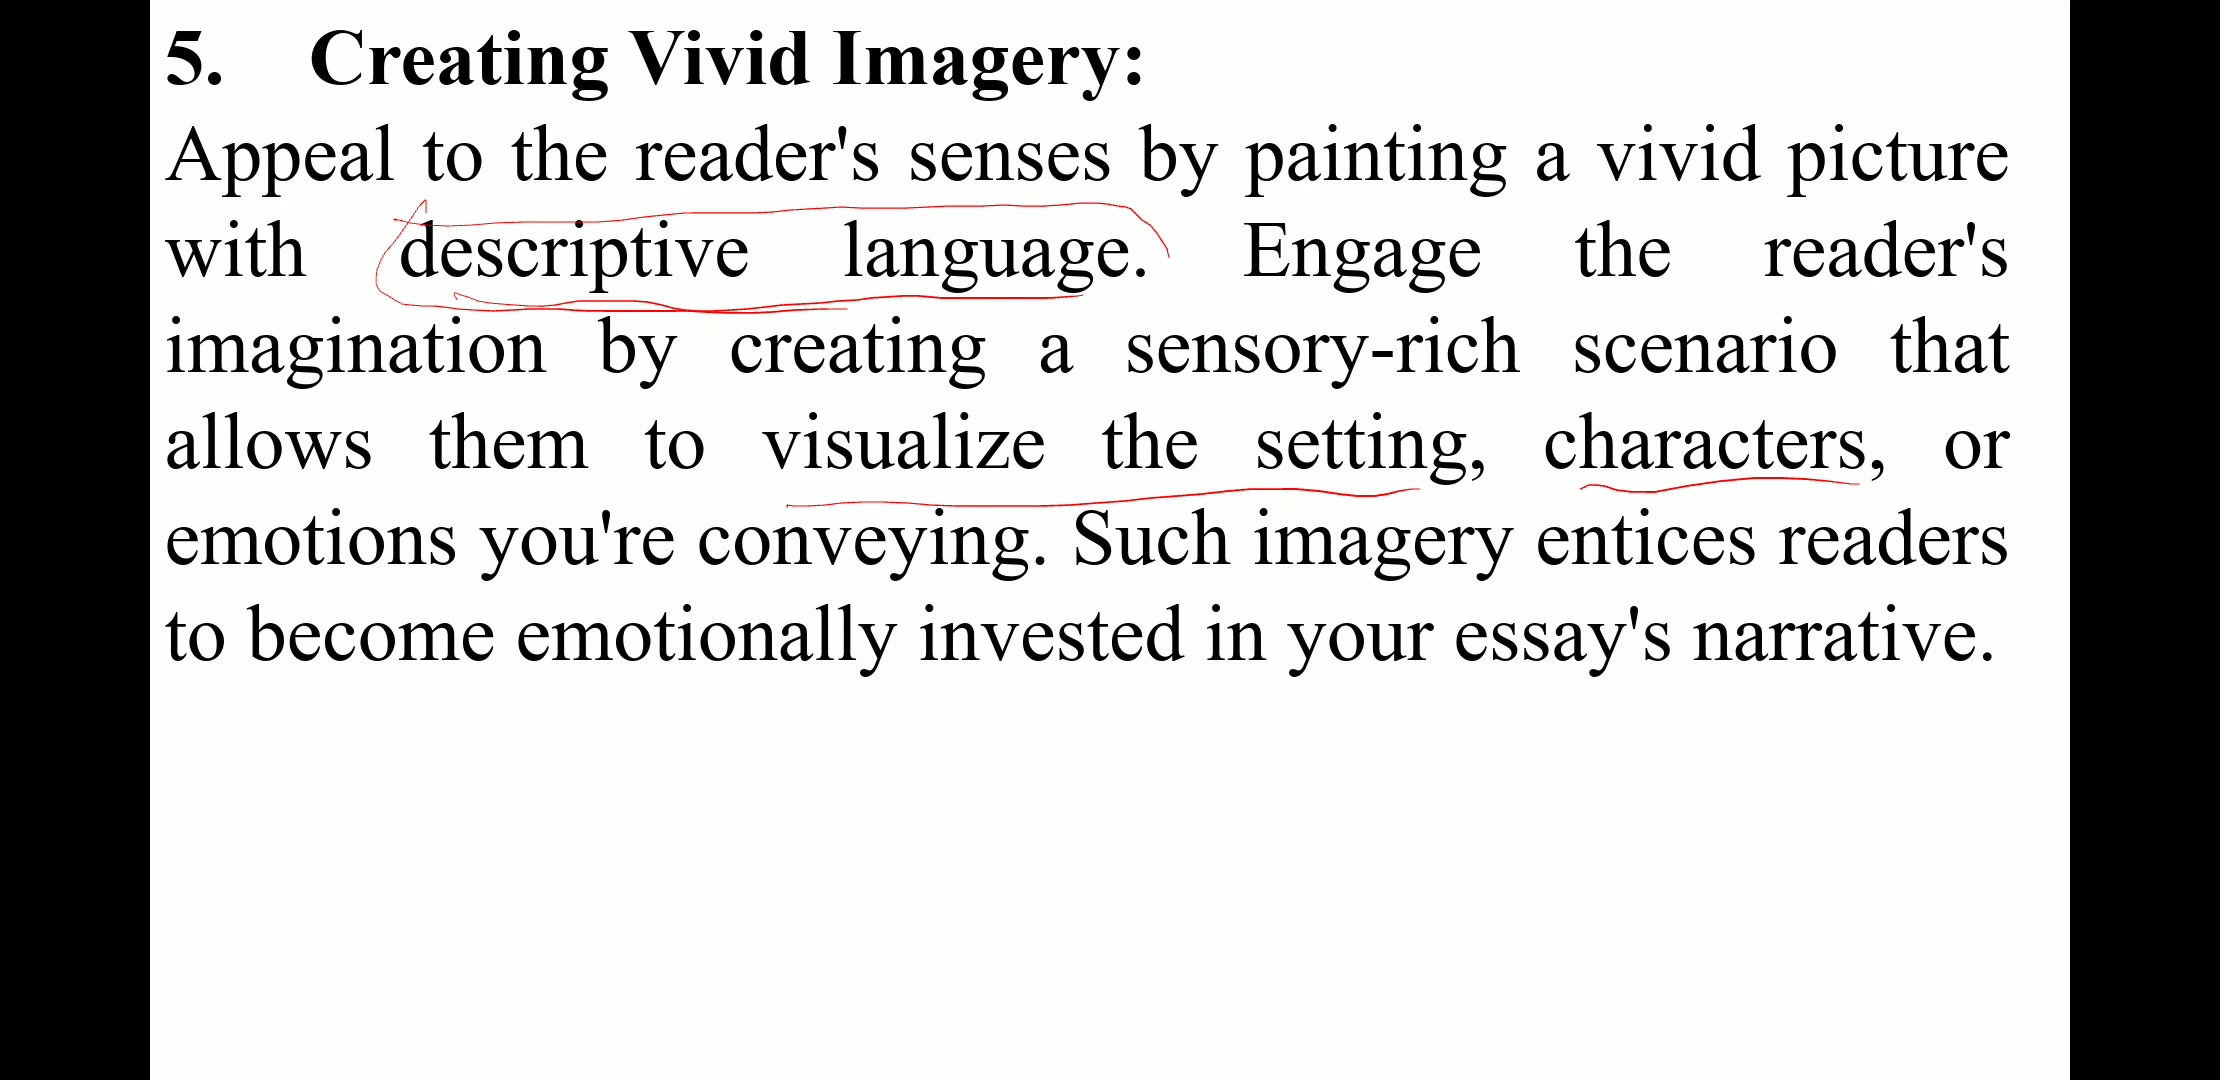 5. Creating Vivid Imagery:
Appeal to the reader's senses by painting a vivid picture
with descriptive language. Engage the reader's
imagination by creating a sensory-rich scenario that
allows them to visualize the setting, characters, or
emotions you're conveying. Such imagery entices readers
to become emotionally invested in your essay's narrative.